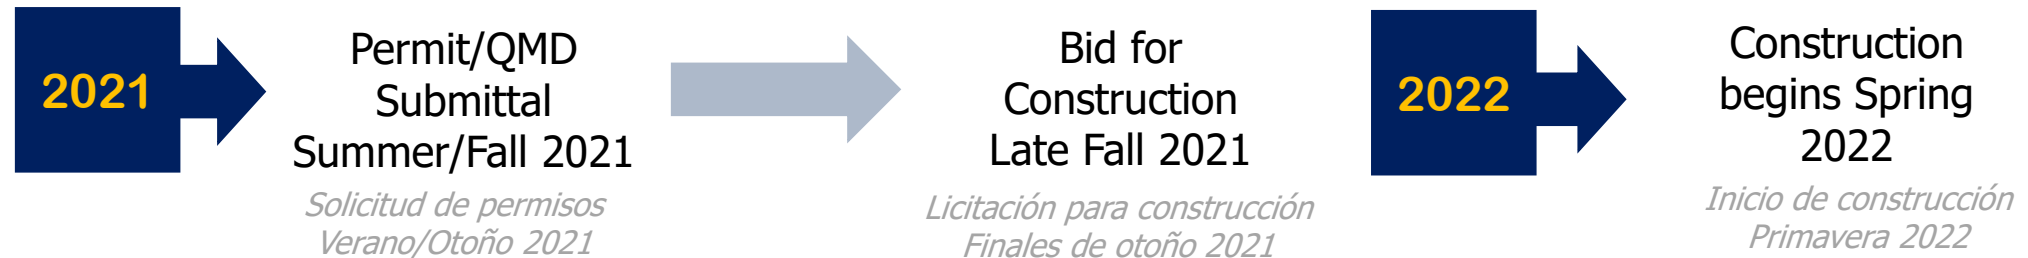 2021
Permit/QMD
Submittal
Summer/Fall 2021
Solicitud de permisos
Verano/Otoño 2021
Bid for
Construction
Late Fall 2021
Licitación para construcción
Finales de otoño 2021
2022
Construction
begins Spring
2022
Inicio de construcción
Primavera 2022